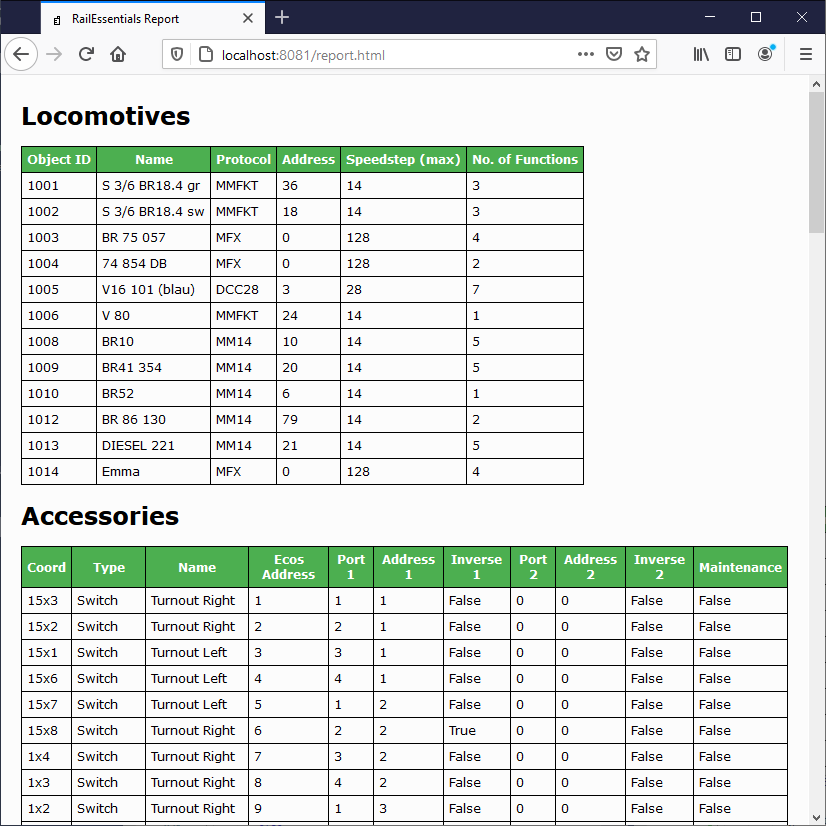 RailEssentials Report
localhost:8081/report.html
Locomotives
Object ID Name Protocol Address Speedstep (max) No. of Functions
1001 S 3/6 BR18.4 gr MMFKT 36 14 3
1002 S 3/6 BR18.4 sw MMFKT 18 14 3
1003 BR 75 057 MFX 0 128 4
1004 74 854 DB MFX 0 128 2
1005 V16 101 (blau) DCC28 3 28 7
1006 V 80 MMFKT 24 14 1
1008 BR10 MM14 10 14 5
1009 BR41 354 MM14 20 14 5
1010 BR52 MM14 6 14 1
1012 BR 86 130 MM14 79 14 2
1013 DIESEL 221 MM14 21 14 5
1014 Emma MFX 0 128 4
Accessories
Coord Type Name Ecos Address Port 1 Address 1 Inverse 1 Port 2 Address 2 Inverse 2 Maintenance
15x3 Switch Turnout Right 1 1 1 False 0 0 False False
15x2 Switch Turnout Right 2 2 1 False 0 0 False False
15x1 Switch Turnout Left 3 3 1 False 0 0 False False
15x6 Switch Turnout Left 4 4 1 False 0 0 False False
15x7 Switch Turnout Left 5 1 2 False 0 0 False False
15x8 Switch Turnout Right 6 2 2 True 0 0 False False
1x4 Switch Turnout Right 7 3 2 False 0 0 False False
1x3 Switch Turnout Right 8 4 2 False 0 0 False False
1x2 Switch Turnout Right 9 1 3 False 0 0 False False